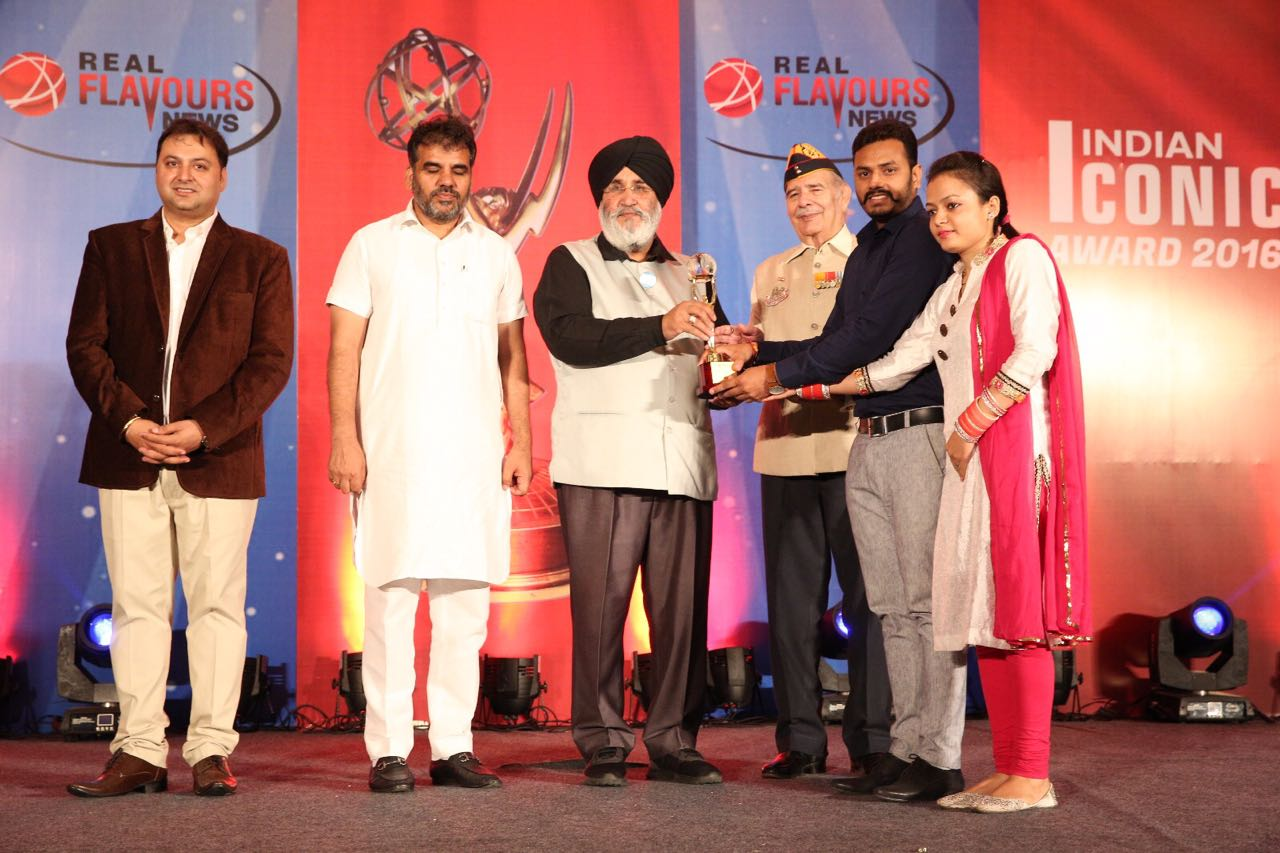 REAL
FLAVOURS
NEWS
REAL
FLAVOURS
NEWS
INDIAN
ICONIC
AWARD 2016